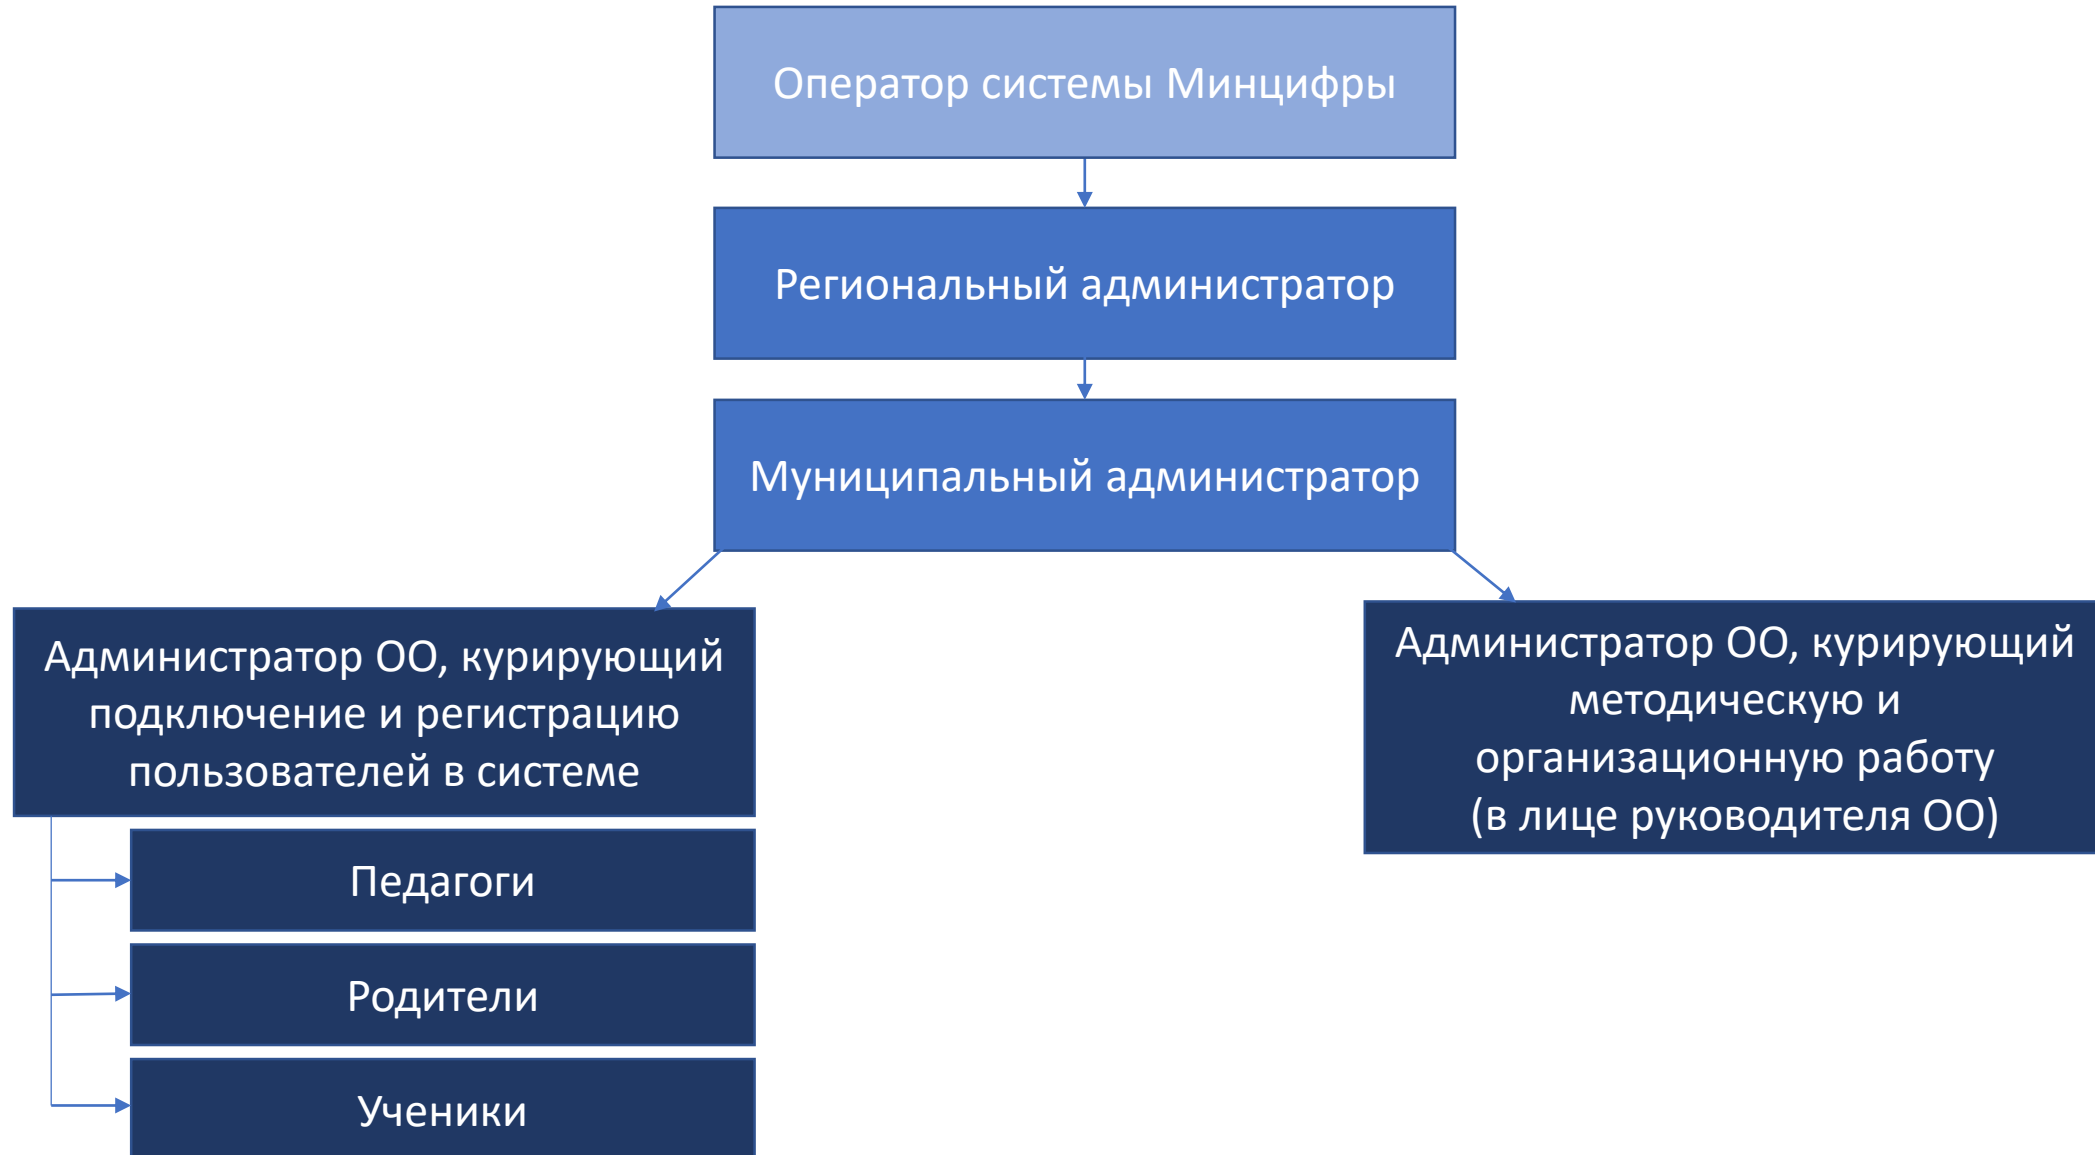 Оператор системы Минцифры
Региональный администратор
Муниципальный администратор
Администратор ОО, курирующий
подключение и регистрацию
пользователей в системе
Педагоги
Родители
Ученики
Администратор ОО, курирующий
методическую и
организационную работу
(в лице руководителя ОО)